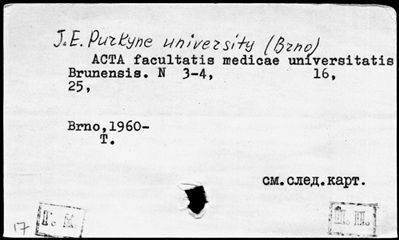 J.E. Purkyne university (Brno)
ACTA facultatis medicae universitatis
Brunensis. N 3-4, 16,
25,
Brno,1960-
Т.
см.след.карт.
17